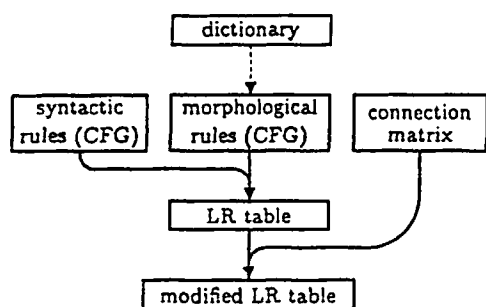 dictionary
syntactic
rules (CFG)
morphological
rules (CFG)
connection
matrix
LR table
modified LR table